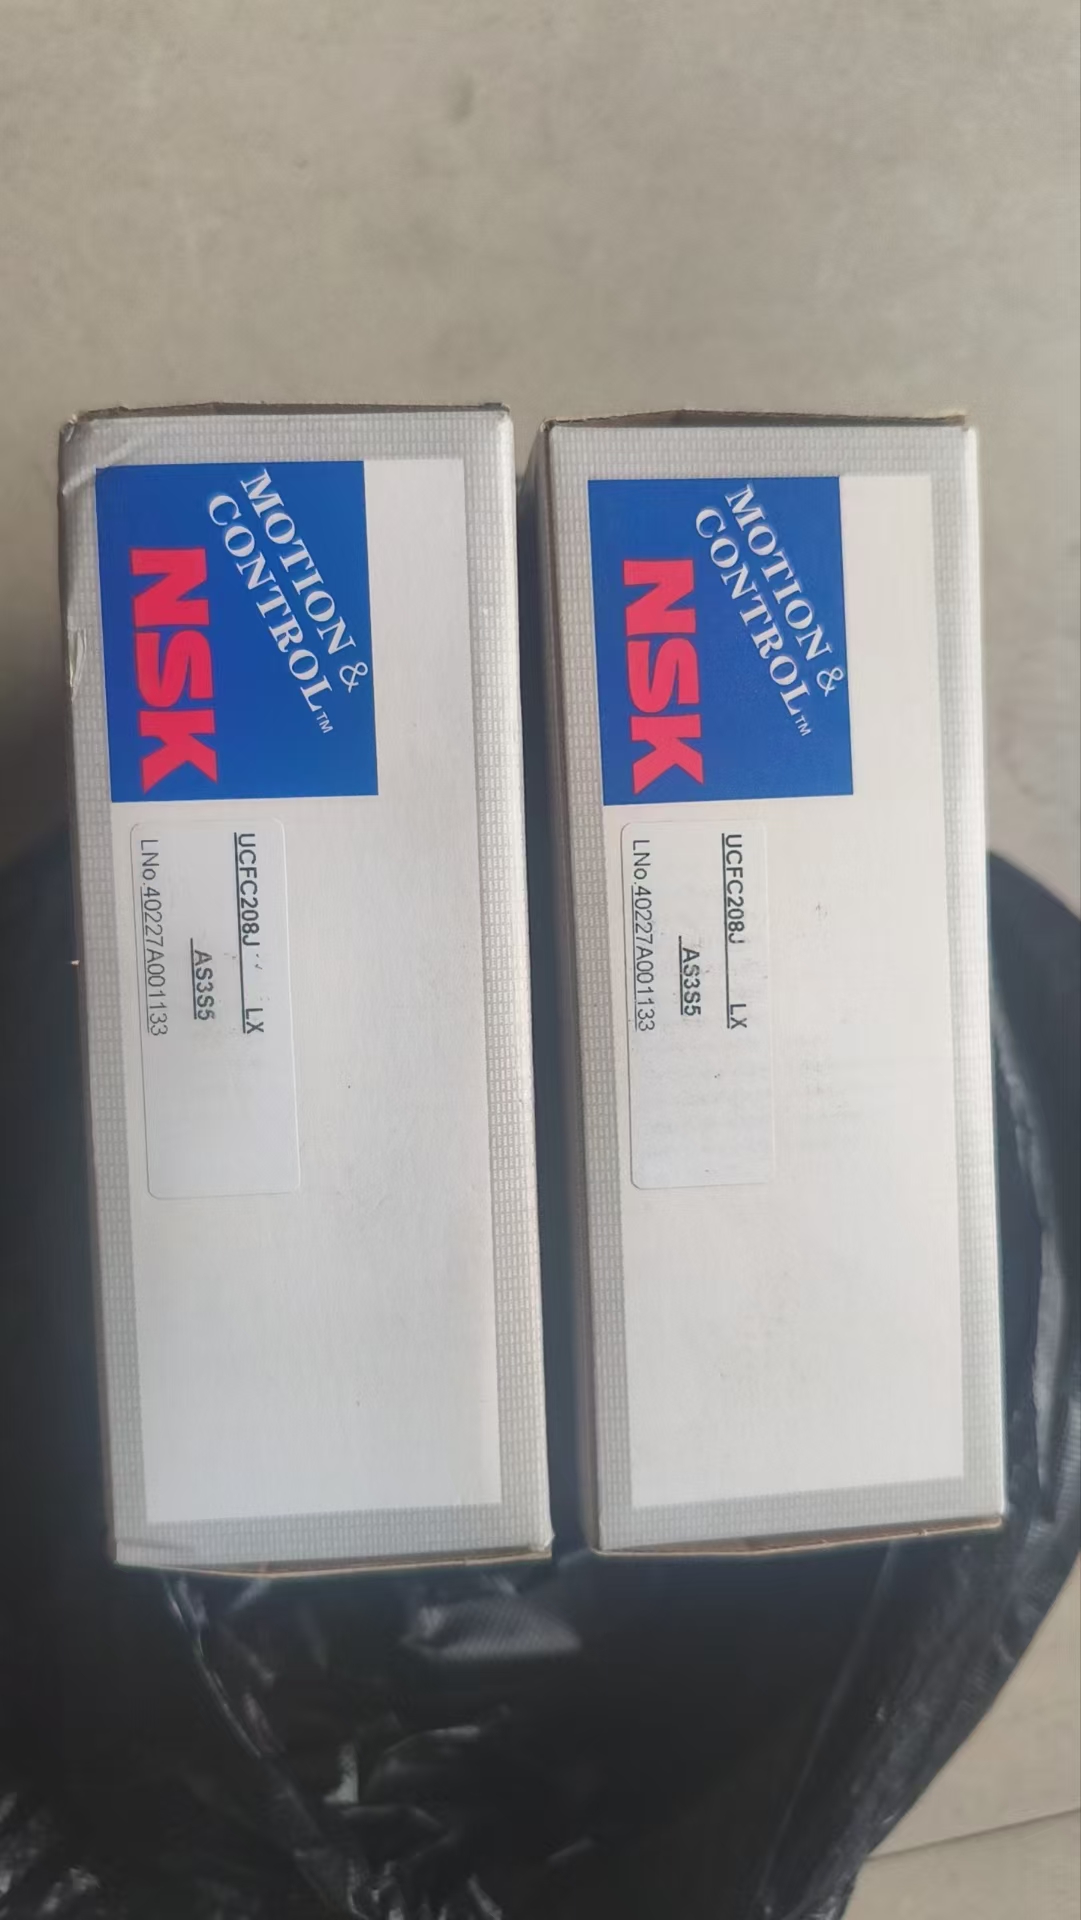 MOTION &
CONTROL™
NSK
UCFC208J LX
AS3S5
LNo.40227A001133
MOTION &
CONTROL™
NSK
UCFC208J LX
AS3S5
LNo.40227A001133